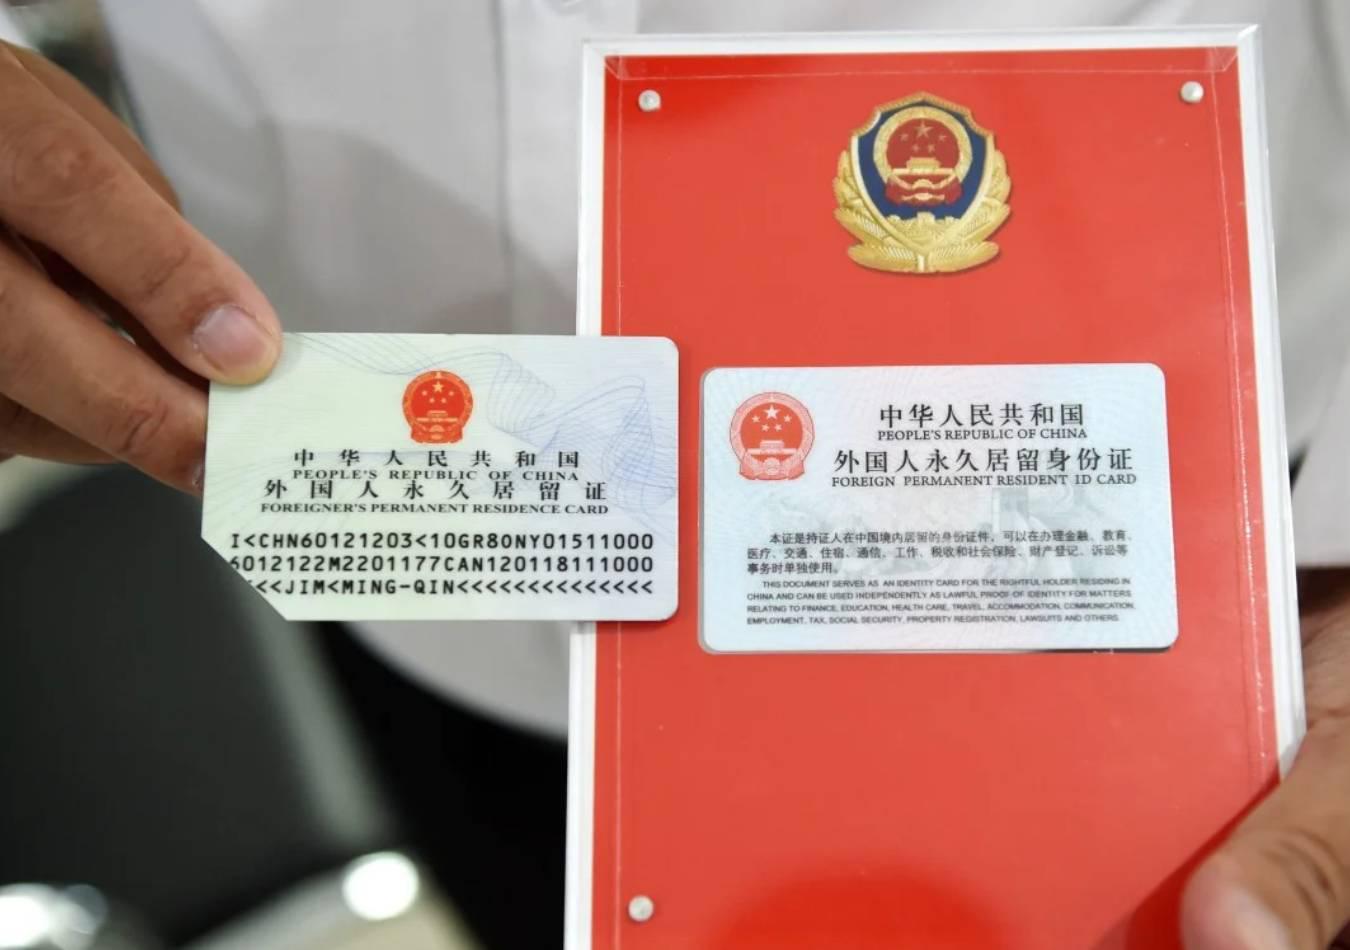 中华人民共和国
PEOPLE'S REPUBLIC OF CHINA
外国人永久居留证
FOREIGNER'S PERMANENT RESIDENCE CARD
I<CHN60121203<10GR80NY01511000
6012122M2201177CAN120118111000
<<JIM<MING-QIN<<<<<<<<<<<<<<<
中华人民共和国
PEOPLE'S REPUBLIC OF CHINA
外国人永久居留身份证
FOREIGN PERMANENT RESIDENT ID CARD
本证是持证人在中国境内居留的身份证件，可以在办理金融、教育、
医疗、交通、住宿、通信、工作、税收和社会保险、财产登记、诉讼等
事务时单独使用。
THIS DOCUMENT SERVES AS AN IDENTITY CARD FOR THE RIGHTFUL HOLDER RESIDING IN
CHINA AND CAN BE USED INDEPENDENTLY AS LAWFUL PROOF OF IDENTITY FOR MATTERS
RELATING TO FINANCE, EDUCATION, HEALTH CARE, TRAVEL, ACCOMMODATION, COMMUNICATION,
EMPLOYMENT, TAX, SOCIAL SECURITY, PROPERTY REGISTRATION, LAWSUITS AND OTHERS.